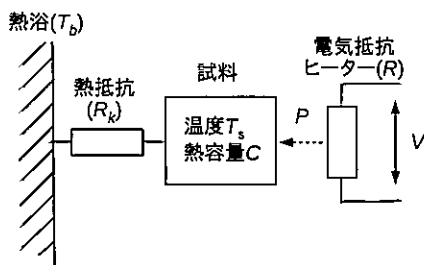 熱浴(T_b)
熱抵抗
(R_k)
試料
温度T_s
熱容量C
P
電気抵抗
ヒーター(R)
V